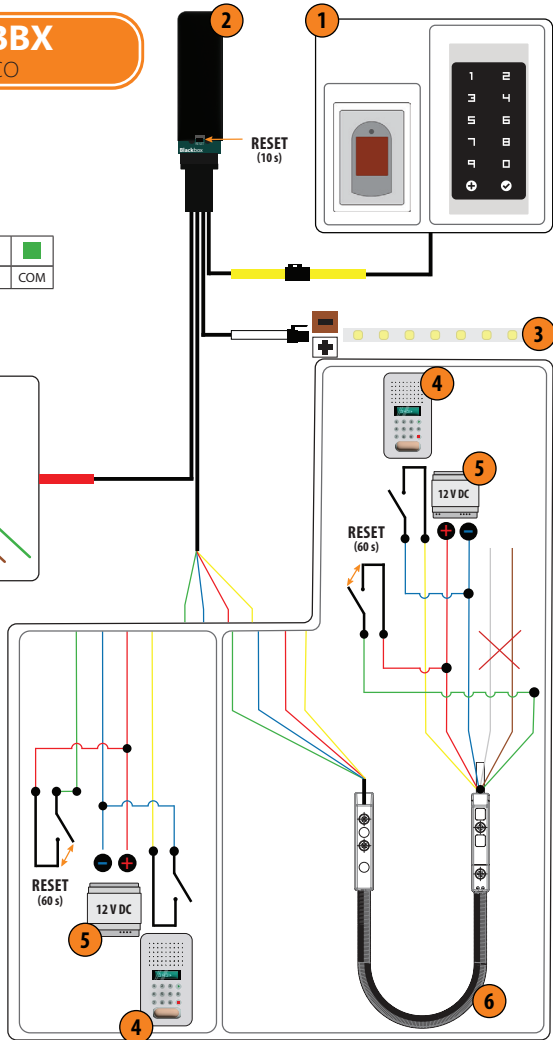 BBX
CO
2
1
RESET
(10 s)
Blackbox
1 2
3 4
5 6
7 8
9 0
COM
3
4
5
12 V DC
RESET
(60 s)
RESET
(60 s)
12 V DC
5
4
6